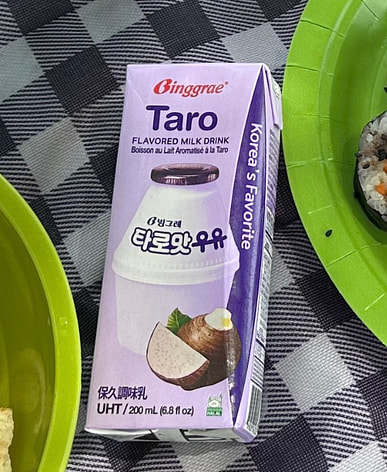 Binggrae
Taro
FLAVORED MILK DRINK
Boisson au Lait Aromatisé à la Taro
Korea's Favorite
빙그레
타로맛우유
保久調味乳
UHT/200 mL (6.8 fl oz)
HALAL